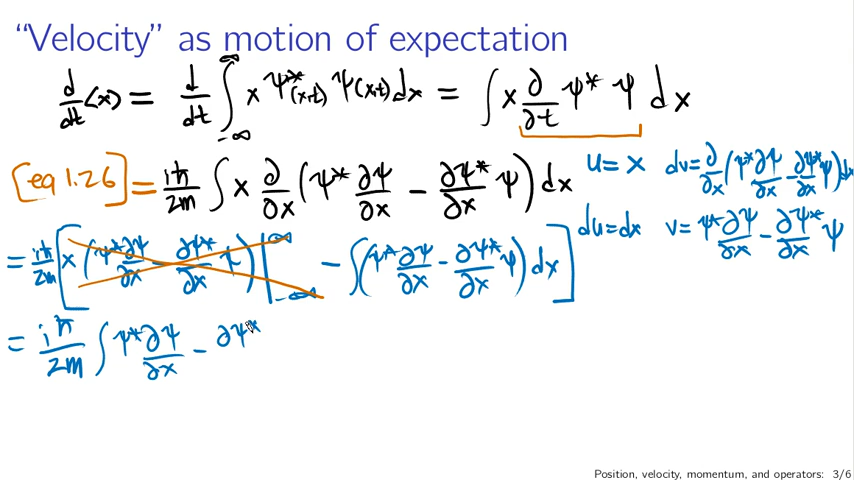 “Velocity” as motion of expectation
d/dt ⟨x⟩ = d/dt ∫_{-∞}^{∞} x Ψ*(x,t) Ψ(x,t) dx = ∫ x ∂/∂t Ψ* Ψ dx
[eq 1.26] = iħ/2m ∫ x ∂/∂x (Ψ* ∂Ψ/∂x − ∂Ψ*/∂x Ψ) dx
u = x dv = ∂/∂x (Ψ* ∂Ψ/∂x − ∂Ψ*/∂x Ψ) dx
du = dx v = Ψ* ∂Ψ/∂x − ∂Ψ*/∂x Ψ
= iħ/2m [x (Ψ* ∂Ψ/∂x − ∂Ψ*/∂x Ψ) |_{-∞}^{∞} − ∫ (Ψ* ∂Ψ/∂x − ∂Ψ*/∂x Ψ) dx]
= iħ/2m ∫ Ψ* ∂Ψ/∂x − ∂Ψ*
Position, velocity, momentum, and operators: 3/6